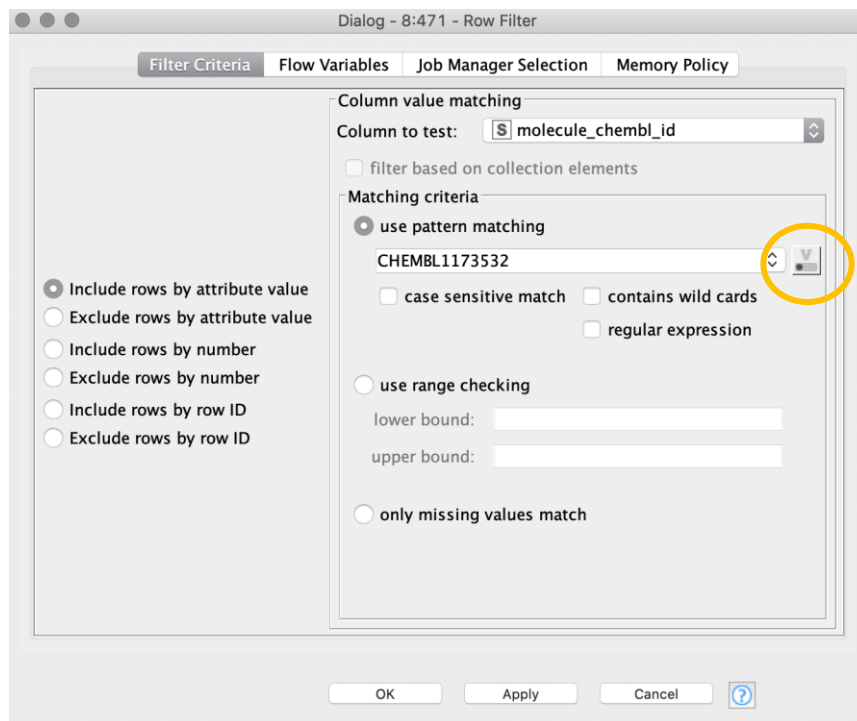 Dialog - 8:471 - Row Filter
Filter Criteria Flow Variables Job Manager Selection Memory Policy
Include rows by attribute value
Exclude rows by attribute value
Include rows by number
Exclude rows by number
Include rows by row ID
Exclude rows by row ID
Column value matching
Column to test: S molecule_chembl_id
filter based on collection elements
Matching criteria
use pattern matching
CHEMBL1173532
V
case sensitive match contains wild cards
regular expression
use range checking
lower bound:
upper bound:
only missing values match
OK Apply Cancel ?